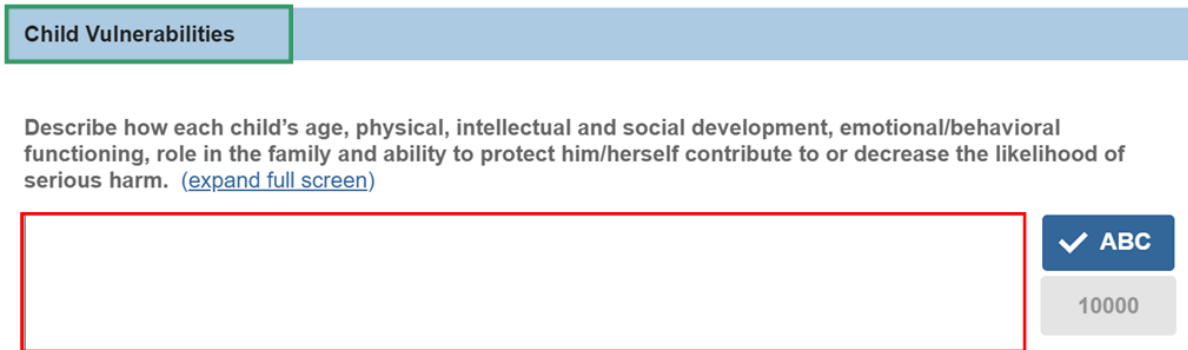 Child Vulnerabilities
Describe how each child's age, physical, intellectual and social development, emotional/behavioral
functioning, role in the family and ability to protect him/herself contribute to or decrease the likelihood of
serious harm. (expand full screen)
ABC
10000